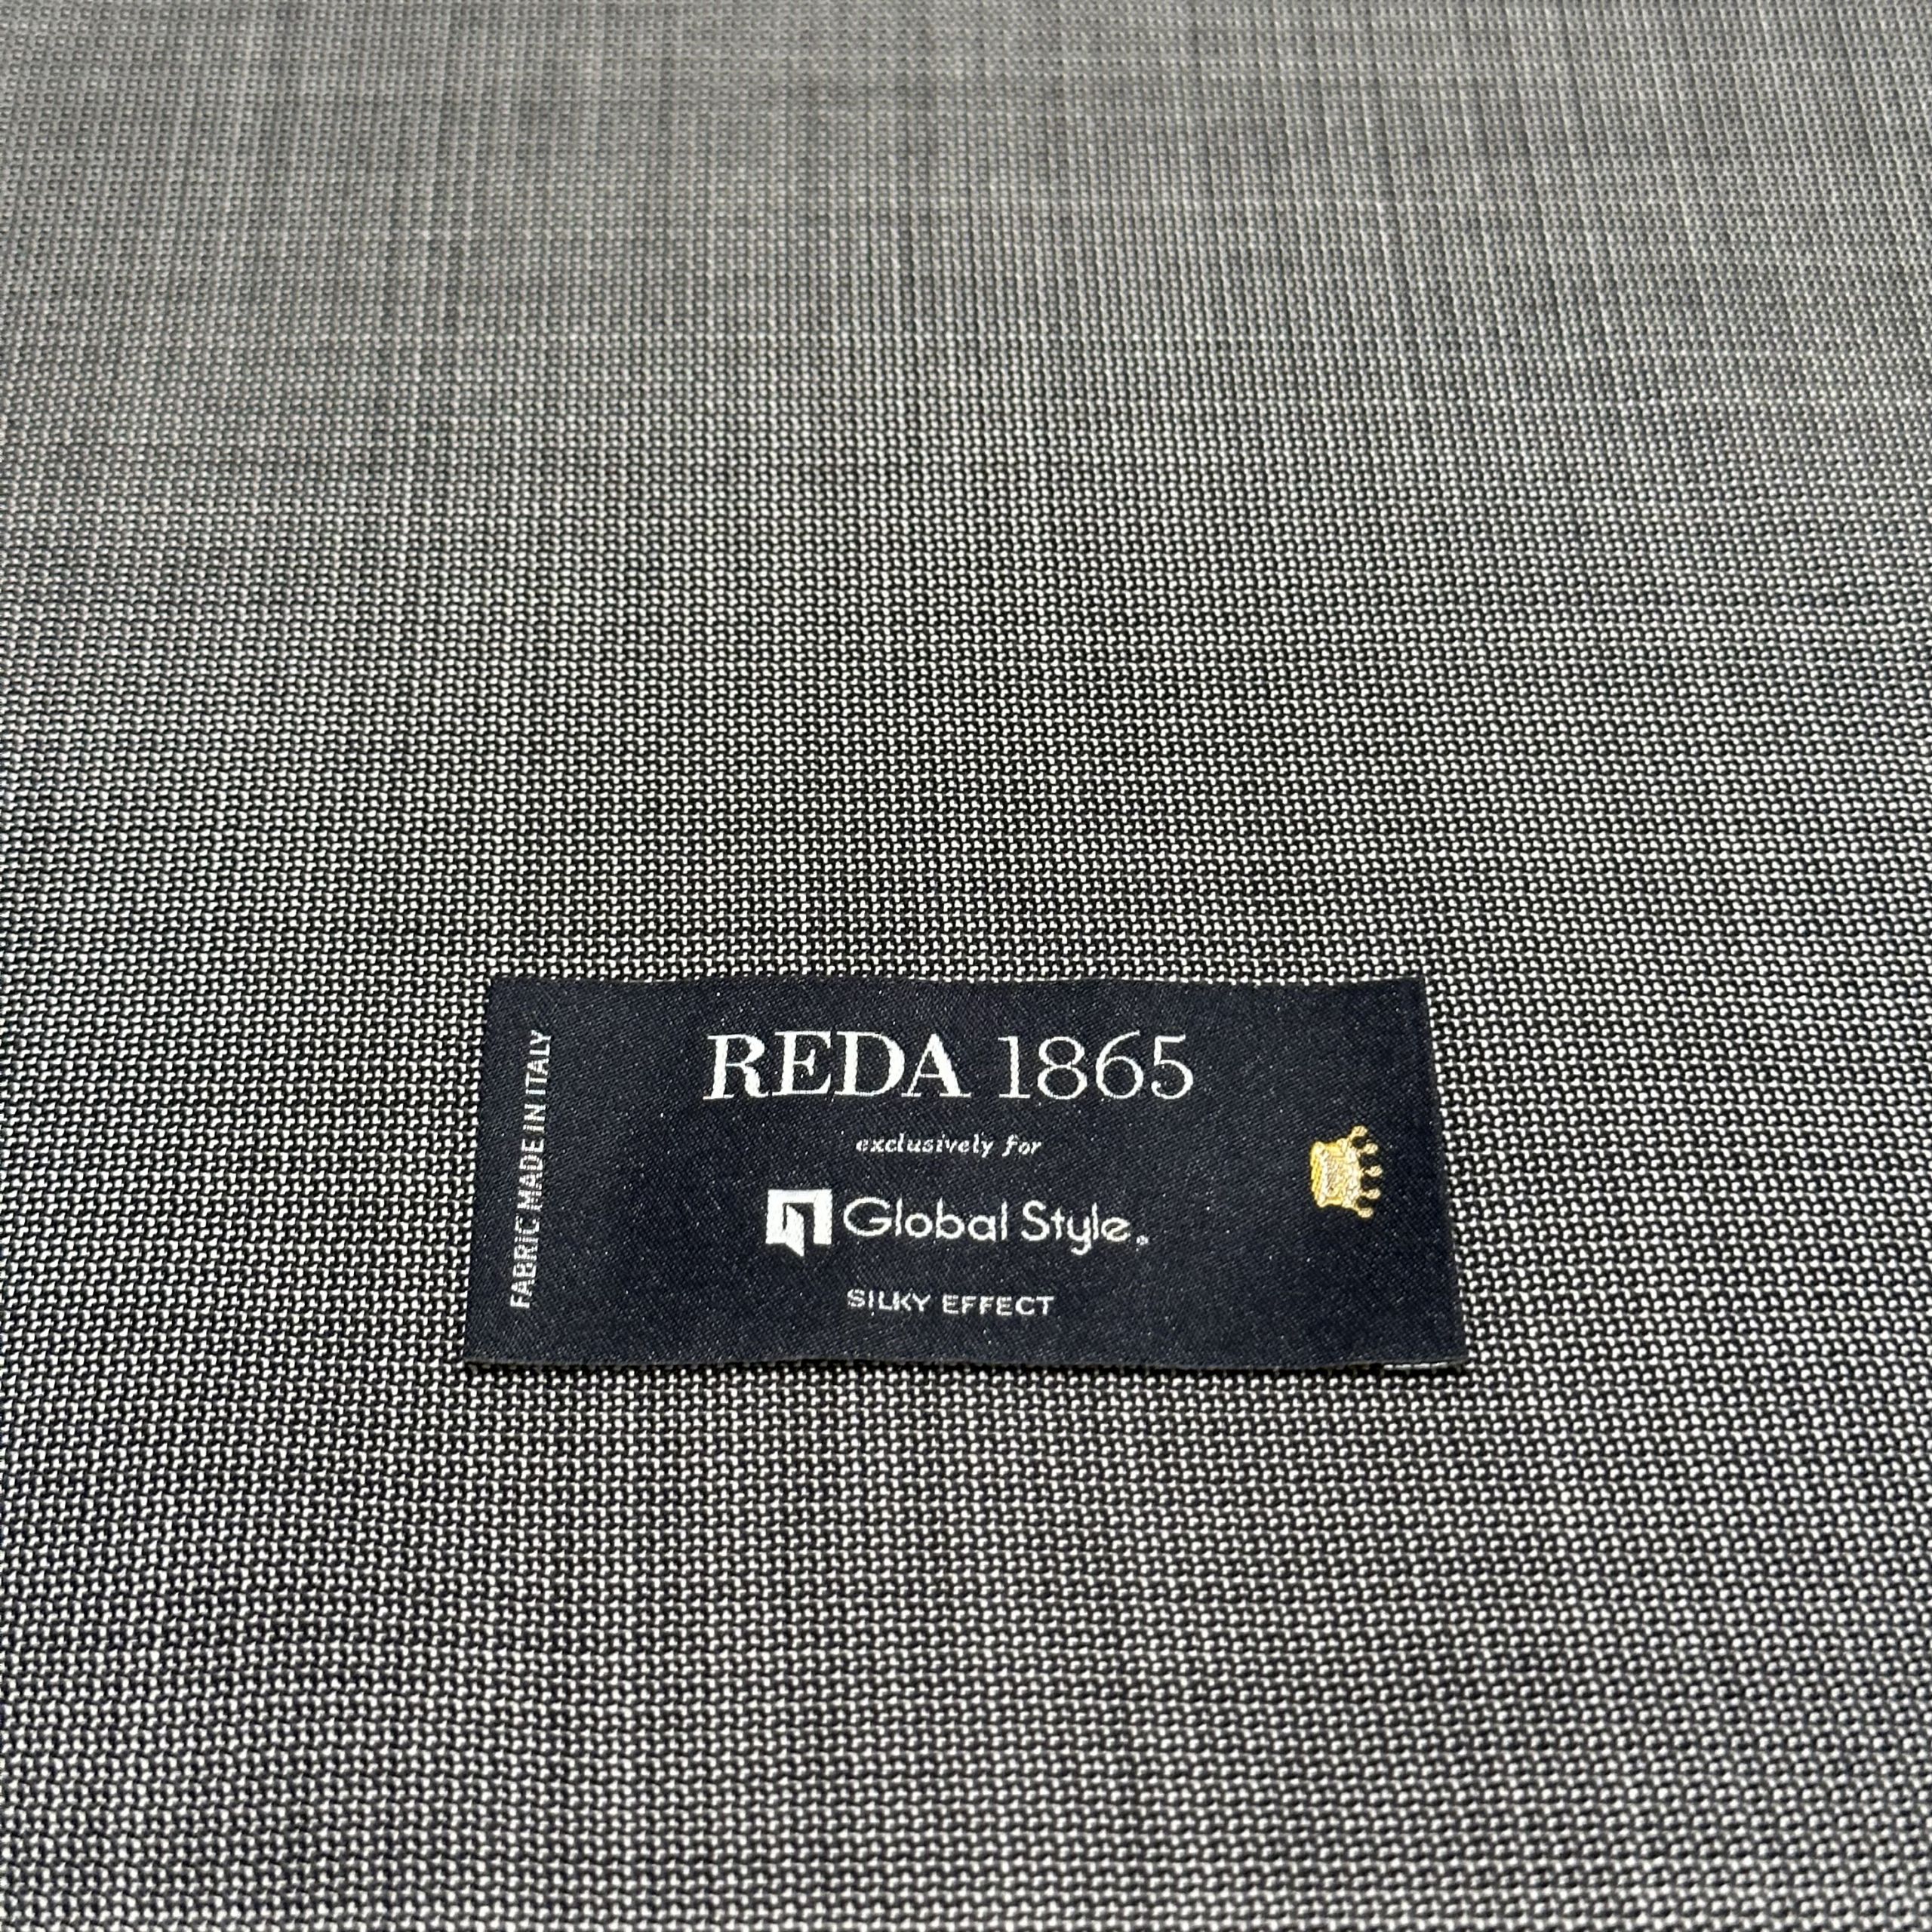 FABRIC MADE IN ITALY
REDA 1865
exclusively for
Global Style
SILKY EFFECT